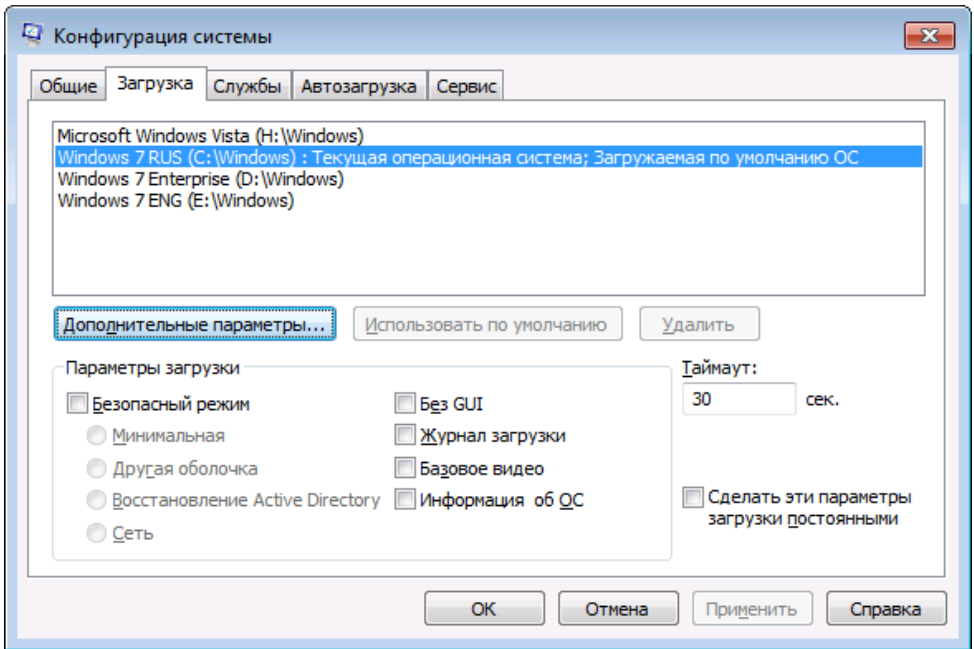 Конфигурация системы
Общие Загрузка Службы Автозагрузка Сервис
Microsoft Windows Vista (H:\Windows)
Windows 7 RUS (C:\Windows) : Текущая операционная система; Загружаемая по умолчанию ОС
Windows 7 Enterprise (D:\Windows)
Windows 7 ENG (E:\Windows)
Дополнительные параметры... Использовать по умолчанию Удалить
Параметры загрузки
Таймаут:
Безопасный режим Без GUI 30 сек.
Минимальная Журнал загрузки
Другая оболочка Базовое видео
Восстановление Active Directory Информация об ОС Сделать эти параметры
загрузки постоянными
Сеть
ОК Отмена Применить Справка